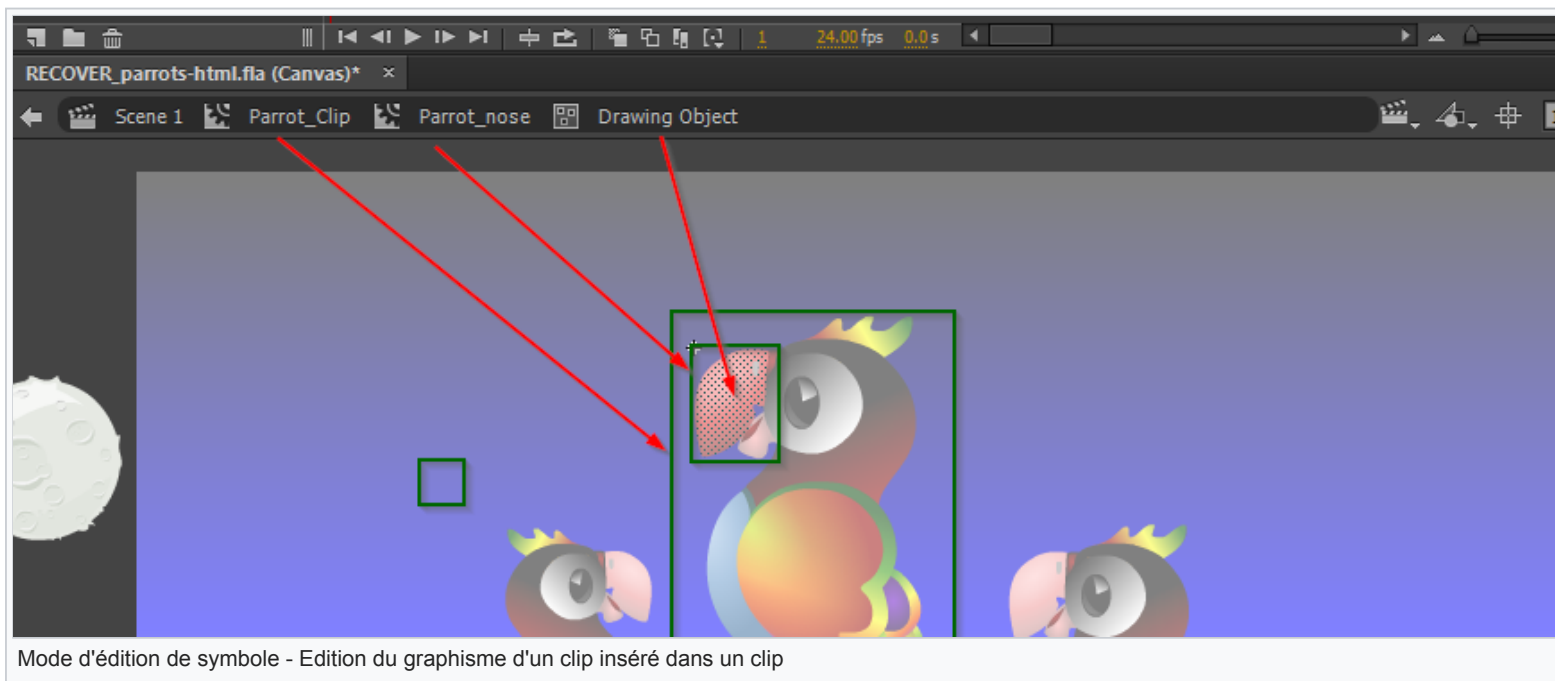 1 24.00 fps 0.0 s
RECOVER_parrots-html.fla (Canvas)* ×
Scene 1 Parrot_Clip Parrot_nose Drawing Object
Mode d'édition de symbole - Edition du graphisme d'un clip inséré dans un clip